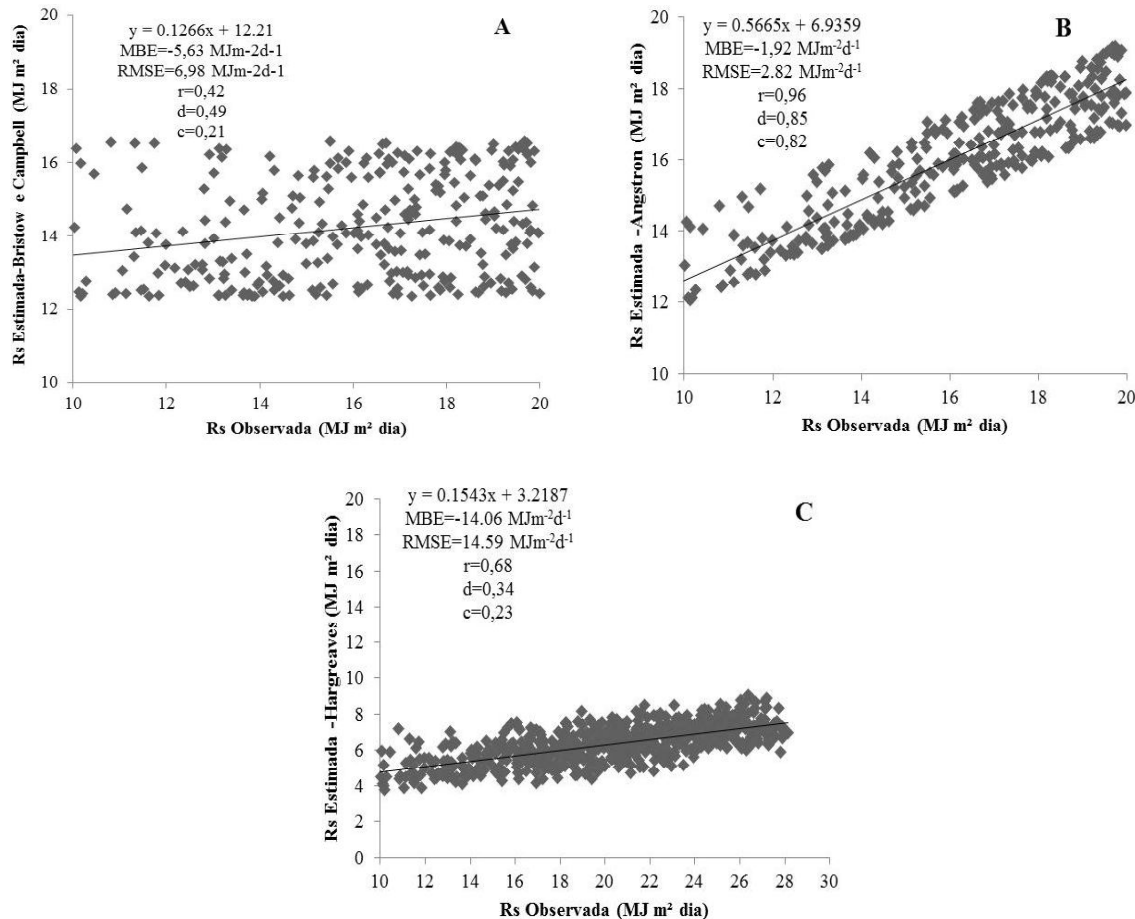 A
y = 0.1266x + 12.21
MBE=-5,63 MJm-2d-1
RMSE=6,98 MJm-2d-1
r=0,42
d=0,49
c=0,21
Rs Estimada-Bristow e Campbell (MJ m² dia)
20
18
16
14
12
10
10 12 14 16 18 20
Rs Observada (MJ m² dia)
B
y = 0.5665x + 6.9359
MBE=-1,92 MJm-2d-1
RMSE=2.82 MJm-2d-1
r=0,96
d=0,85
c=0,82
Rs Estimada -Angstron (MJ m² dia)
20
18
16
14
12
10
10 12 14 16 18 20
Rs Observada (MJ m² dia)
C
y = 0.1543x + 3.2187
MBE=-14.06 MJm-2d-1
RMSE=14.59 MJm-2d-1
r=0,68
d=0,34
c=0,23
Rs Estimada -Hargreaves (MJ m² dia)
20
18
16
14
12
10
8
6
4
2
0
10 12 14 16 18 20 22 24 26 28 30
Rs Observada (MJ m² dia)